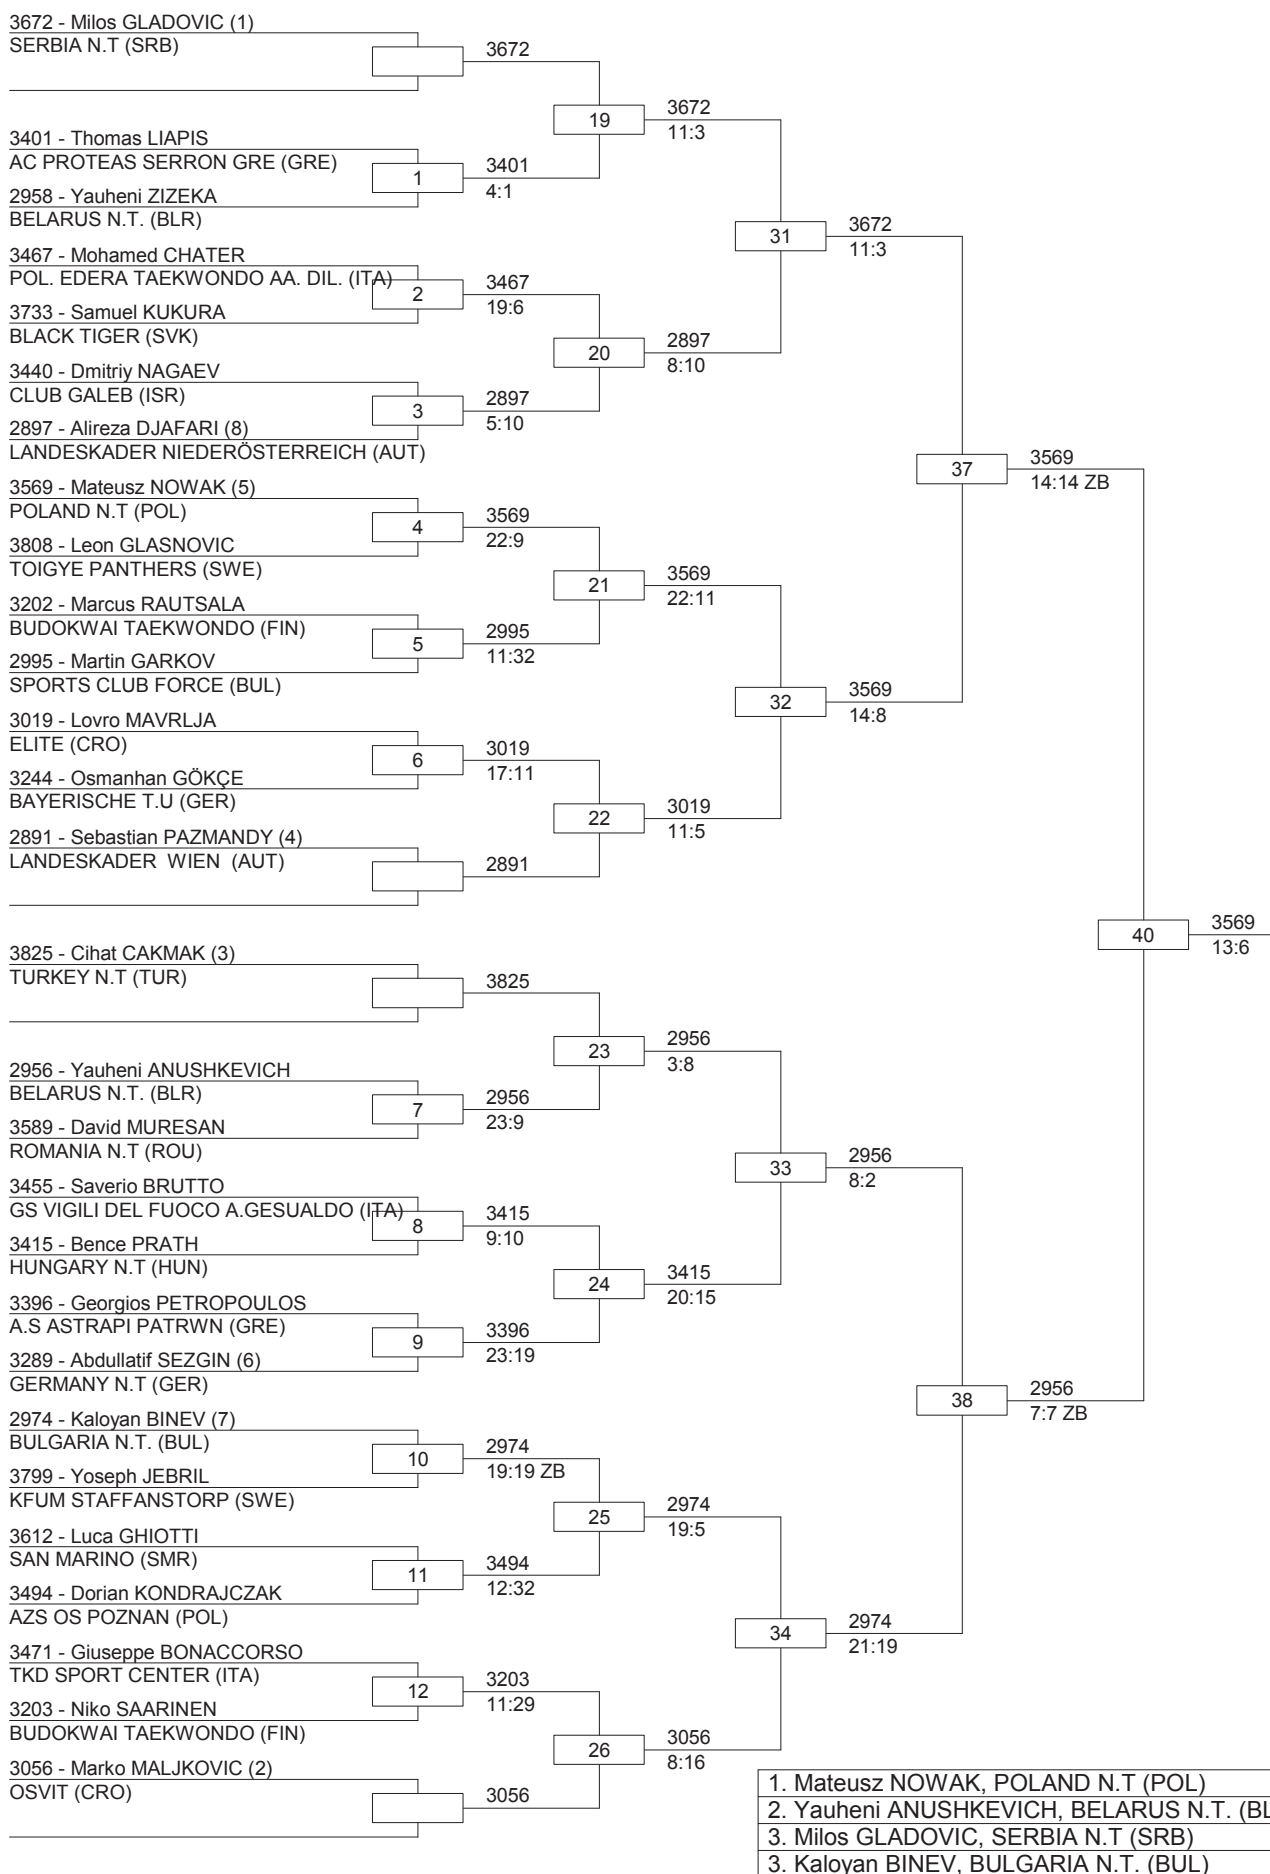 3672 - Milos GLADOVIC (1)
SERBIA N.T (SRB)
3672
19
3672
11:3
3401 - Thomas LIAPIS
AC PROTEAS SERRON GRE (GRE)
1
3401
4:1
2958 - Yauheni ZIZEKA
BELARUS N.T. (BLR)
31
3672
11:3
3467 - Mohamed CHATER
POL. EDERA TAEKWONDO AA. DIL. (ITA)
2
3467
19:6
3733 - Samuel KUKURA
BLACK TIGER (SVK)
20
2897
8:10
3440 - Dmitriy NAGAEV
CLUB GALEB (ISR)
3
2897
5:10
2897 - Alireza DJAFARI (8)
LANDESKADER NIEDERÖSTERREICH (AUT)
37
3569
14:14 ZB
3569 - Mateusz NOWAK (5)
POLAND N.T (POL)
4
3569
22:9
3808 - Leon GLASNOVIC
TOIGYE PANTHERS (SWE)
21
3569
22:11
3202 - Marcus RAUTSALA
BUDOKWAI TAEKWONDO (FIN)
5
2995
11:32
2995 - Martin GARKOV
SPORTS CLUB FORCE (BUL)
32
3569
14:8
3019 - Lovro MAVRLJA
ELITE (CRO)
6
3019
17:11
3244 - Osmanhan GÖKÇE
BAYERISCHE T.U (GER)
22
3019
11:5
2891 - Sebastian PAZMANDY (4)
LANDESKADER WIEN (AUT)
2891
40
3569
13:6
3825 - Cihat CAKMAK (3)
TURKEY N.T (TUR)
3825
23
2956
3:8
2956 - Yauheni ANUSHKEVICH
BELARUS N.T. (BLR)
7
2956
23:9
3589 - David MURESAN
ROMANIA N.T (ROU)
33
2956
8:2
3455 - Saverio BRUTTO
GS VIGILI DEL FUOCO A.GESUALDO (ITA)
8
3415
9:10
3415 - Bence PRATH
HUNGARY N.T (HUN)
24
3415
20:15
3396 - Georgios PETROPOULOS
A.S ASTRAPI PATRWN (GRE)
9
3396
23:19
3289 - Abdullatif SEZGIN (6)
GERMANY N.T (GER)
38
2956
7:7 ZB
2974 - Kaloyan BINEV (7)
BULGARIA N.T. (BUL)
10
2974
19:19 ZB
3799 - Yoseph JEBRIL
KFUM STAFFANSTORP (SWE)
25
2974
19:5
3612 - Luca GHIOTTI
SAN MARINO (SMR)
11
3494
12:32
3494 - Dorian KONDRAJCZAK
AZS OS POZNAN (POL)
34
2974
21:19
3471 - Giuseppe BONACCORSO
TKD SPORT CENTER (ITA)
12
3203
11:29
3203 - Niko SAARINEN
BUDOKWAI TAEKWONDO (FIN)
26
3056
8:16
3056 - Marko MALJKOVIC (2)
OSVIT (CRO)
3056
1. Mateusz NOWAK, POLAND N.T (POL)
2. Yauheni ANUSHKEVICH, BELARUS N.T. (BL
3. Milos GLADOVIC, SERBIA N.T (SRB)
3. Kaloyan BINEV, BULGARIA N.T. (BUL)